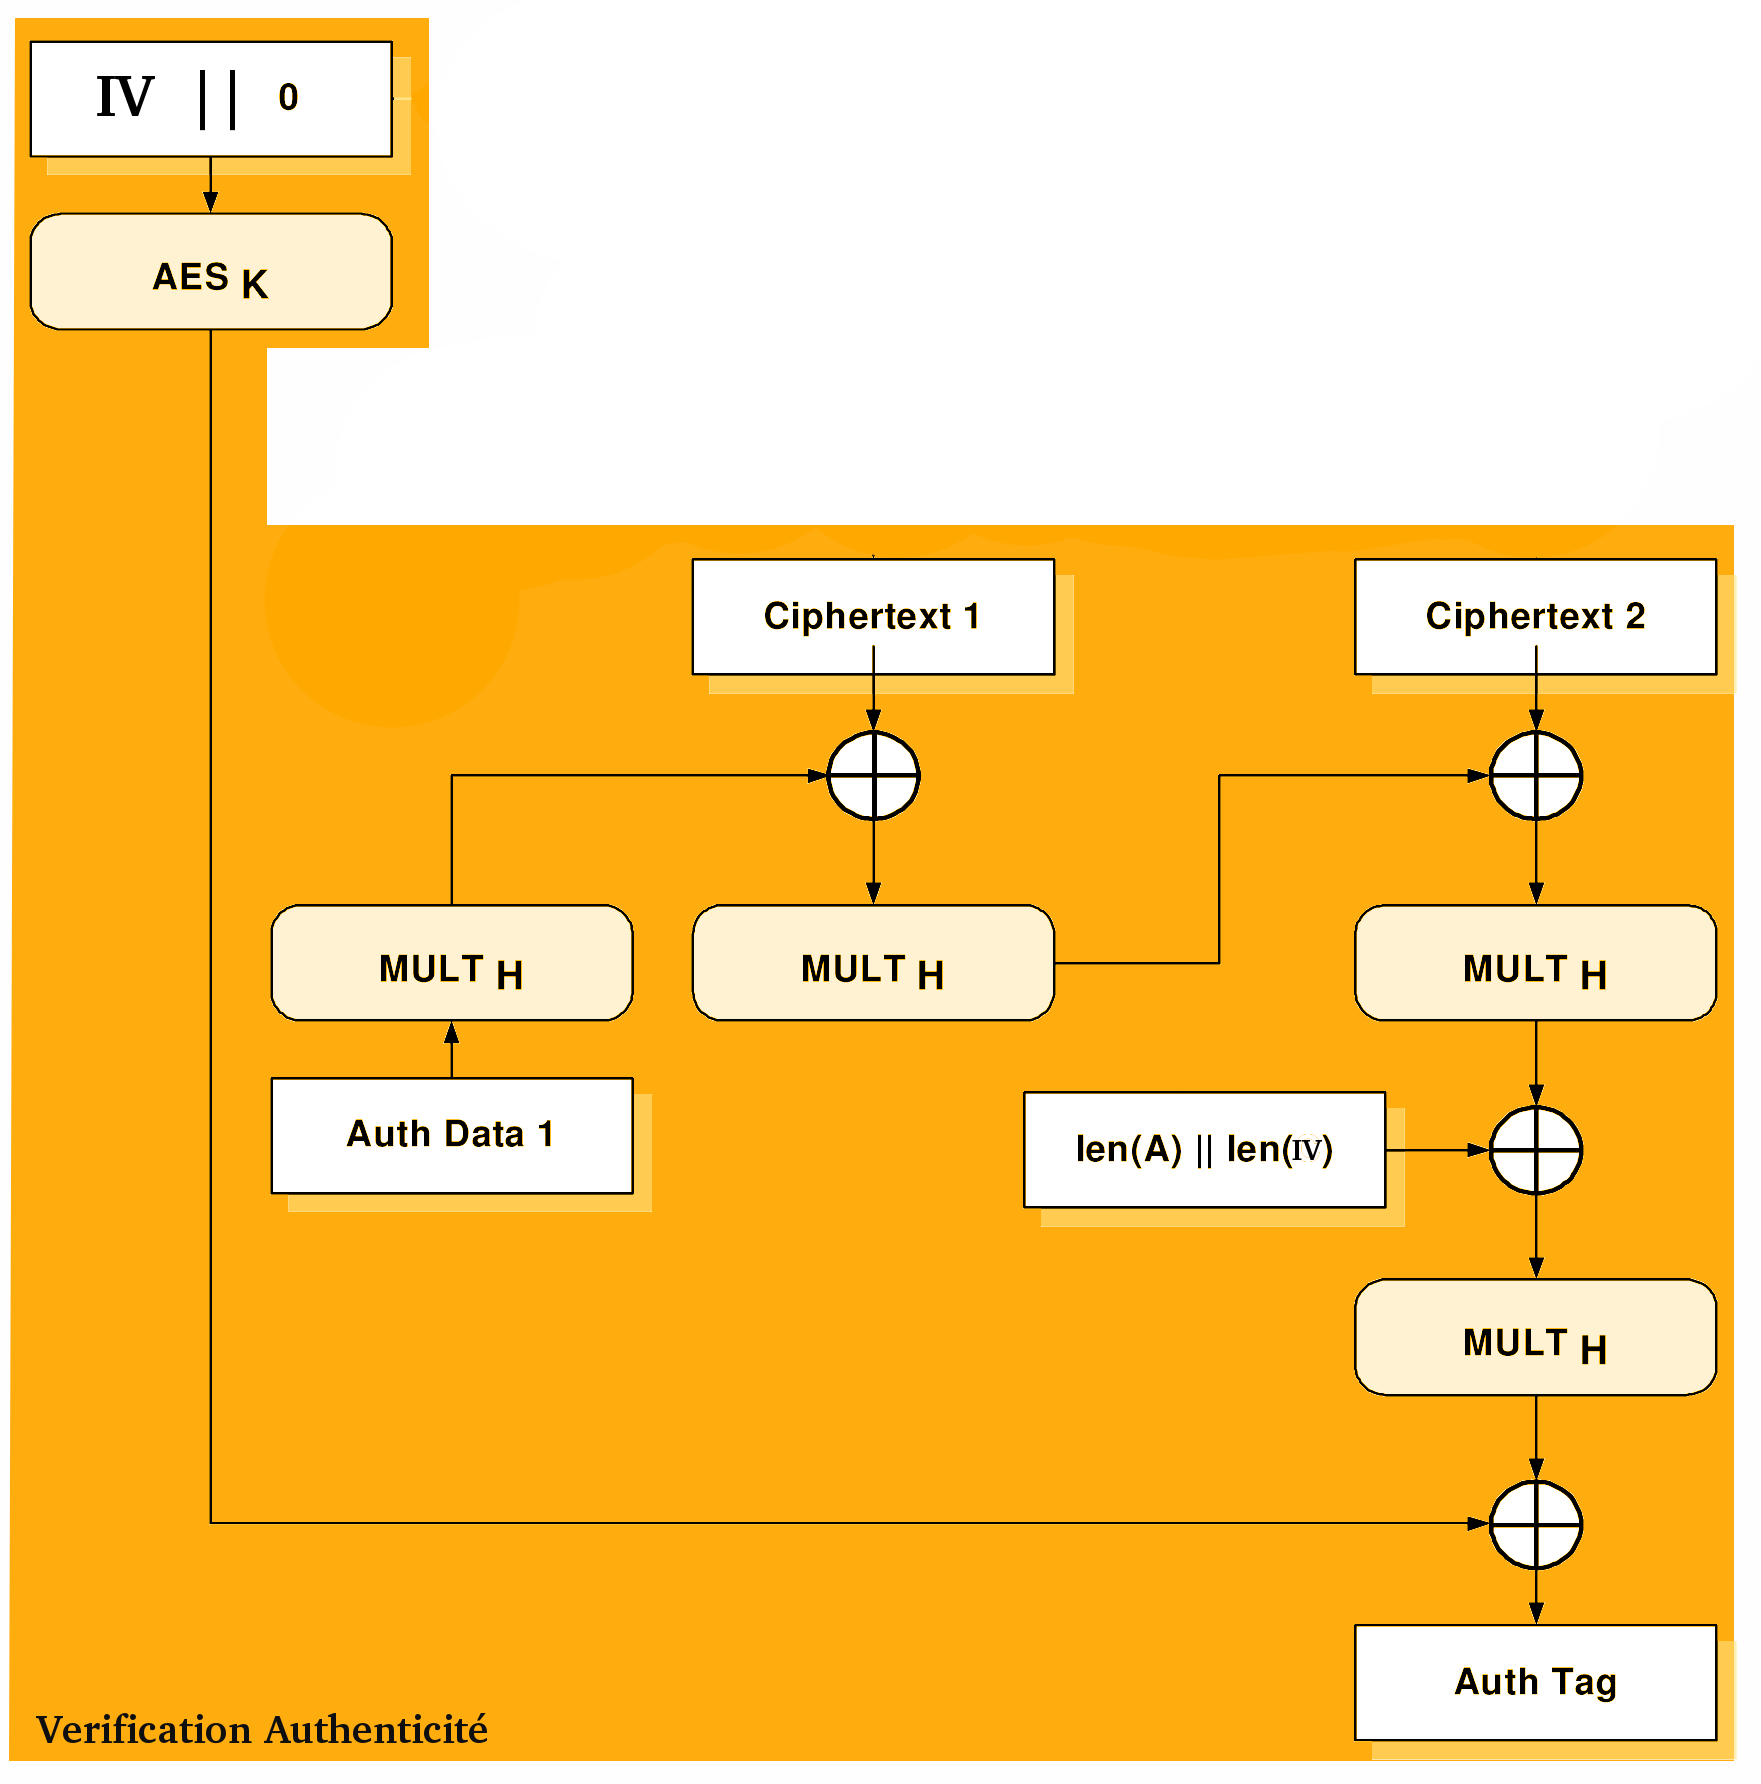 IV || 0
AES K
Ciphertext 1
Ciphertext 2
MULT H
MULT H
MULT H
Auth Data 1
len(A) || len(IV)
MULT H
Auth Tag
Verification Authenticité